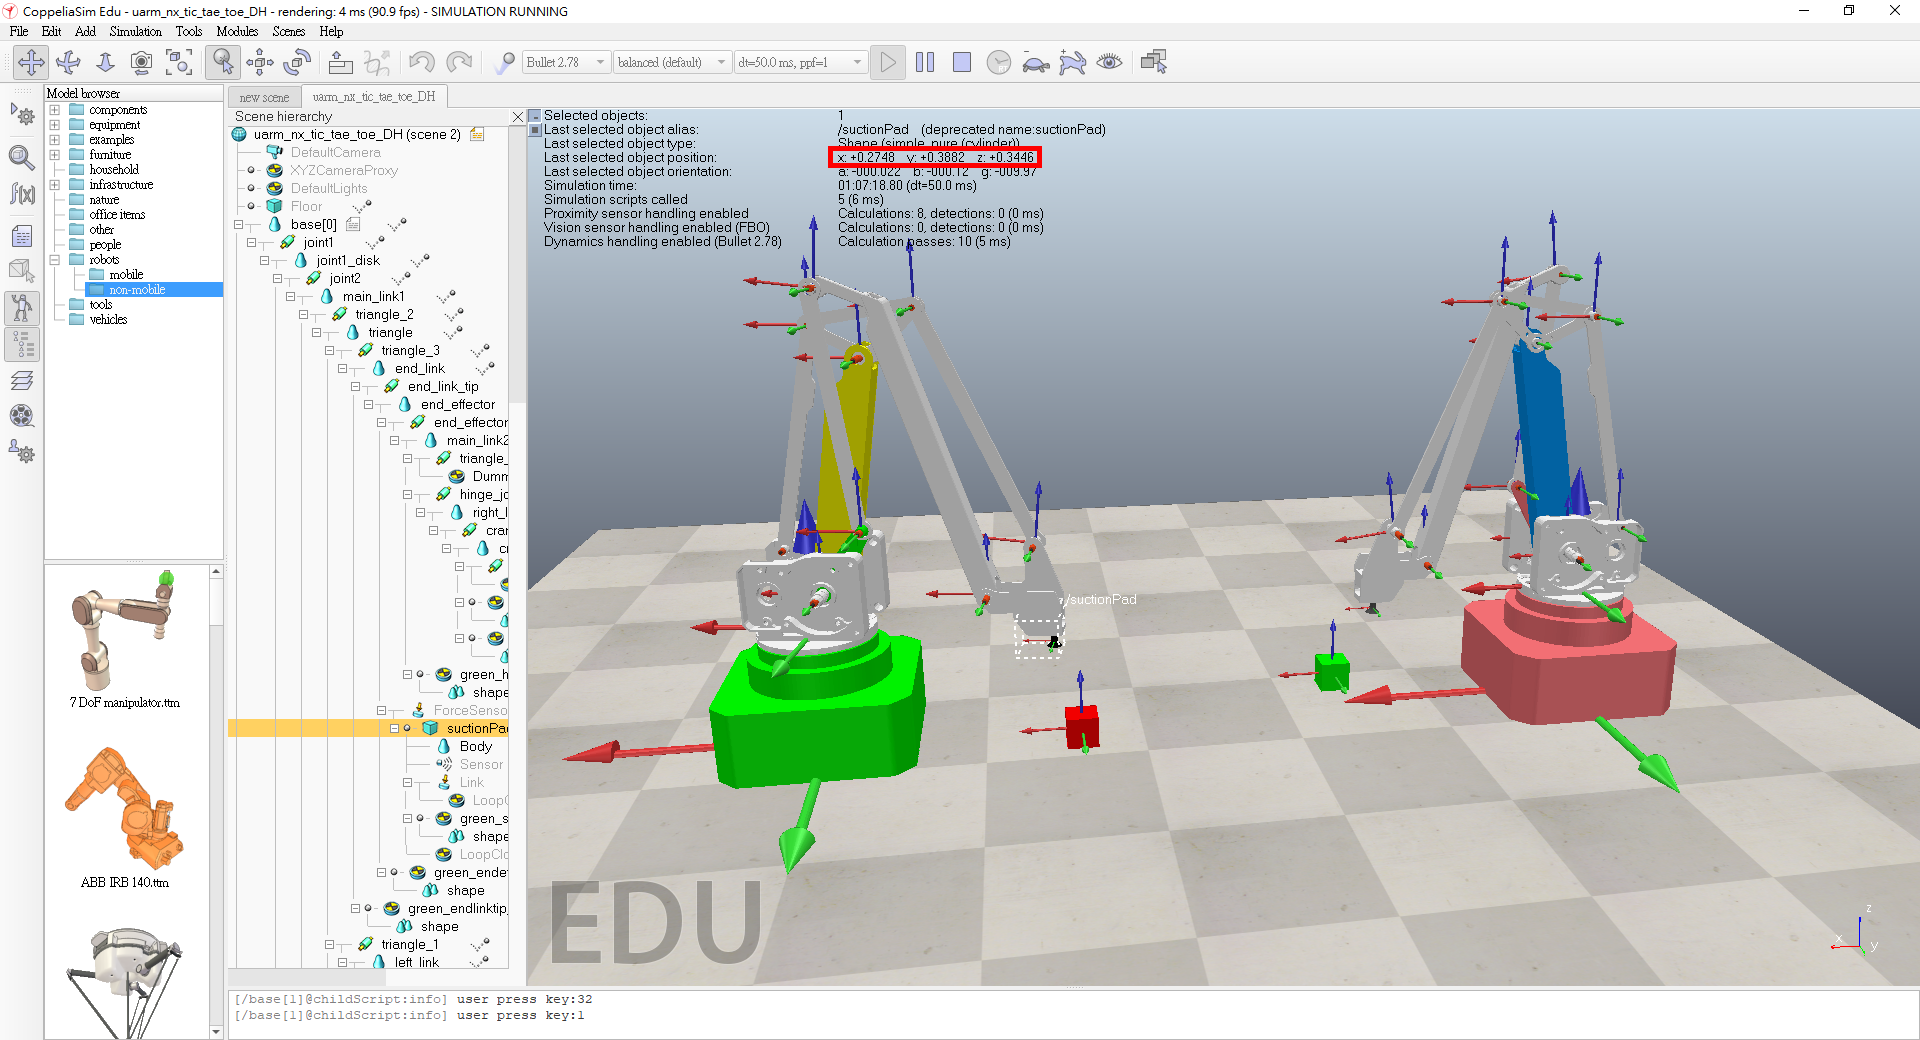 CoppeliaSim Edu - uarm_nx_tic_tae_toe_DH - rendering: 4 ms (90.9 fps) - SIMULATION RUNNING
File Edit Add Simulation Tools Modules Scenes Help
Bullet 2.78 balanced (default) dt=50.0 ms, ppf=1
Model browser
components
equipment
examples
furniture
household
infrastructure
nature
office items
other
people
robots
mobile
non-mobile
tools
vehicles
7 DoF manipulator.ttm
ABB IRB 140.ttm
new scene uarm_nx_tic_tae_toe_DH
Scene hierarchy
uarm_nx_tic_tae_toe_DH (scene 2)
DefaultCamera
XYZCameraProxy
DefaultLights
Floor
base[0]
joint1
joint1_disk
joint2
main_link1
triangle_2
triangle
triangle_3
end_link
end_link_tip
end_effector
end_effector
main_link2
triangle_
Dumm
hinge_jo
right_l
cran
cr
green_h
shape
ForceSenso
suctionPa
Body
Sensor
Link
LoopC
green_s
shape
LoopClo
green_endef
shape
green_endlinktip_
shape
triangle_1
left_link
Selected objects: 1
Last selected object alias: /suctionPad (deprecated name:suctionPad)
Last selected object type: Shape (simple, pure (cylinder))
Last selected object position: x: +0.2748 y: +0.3882 z: +0.3446
Last selected object orientation: a: -000.022 b: -000.12 g: -009.97
Simulation time: 01:07:18.80 (dt=50.0 ms)
Simulation scripts called 5 (6 ms)
Proximity sensor handling enabled Calculations: 8, detections: 0 (0 ms)
Vision sensor handling enabled (FBO) Calculations: 0, detections: 0 (0 ms)
Dynamics handling enabled (Bullet 2.78) Calculation passes: 10 (5 ms)
/suctionPad
EDU
z
x
y
[/base[1]@childScript:info] user press key:32
[/base[1]@childScript:info] user press key:l